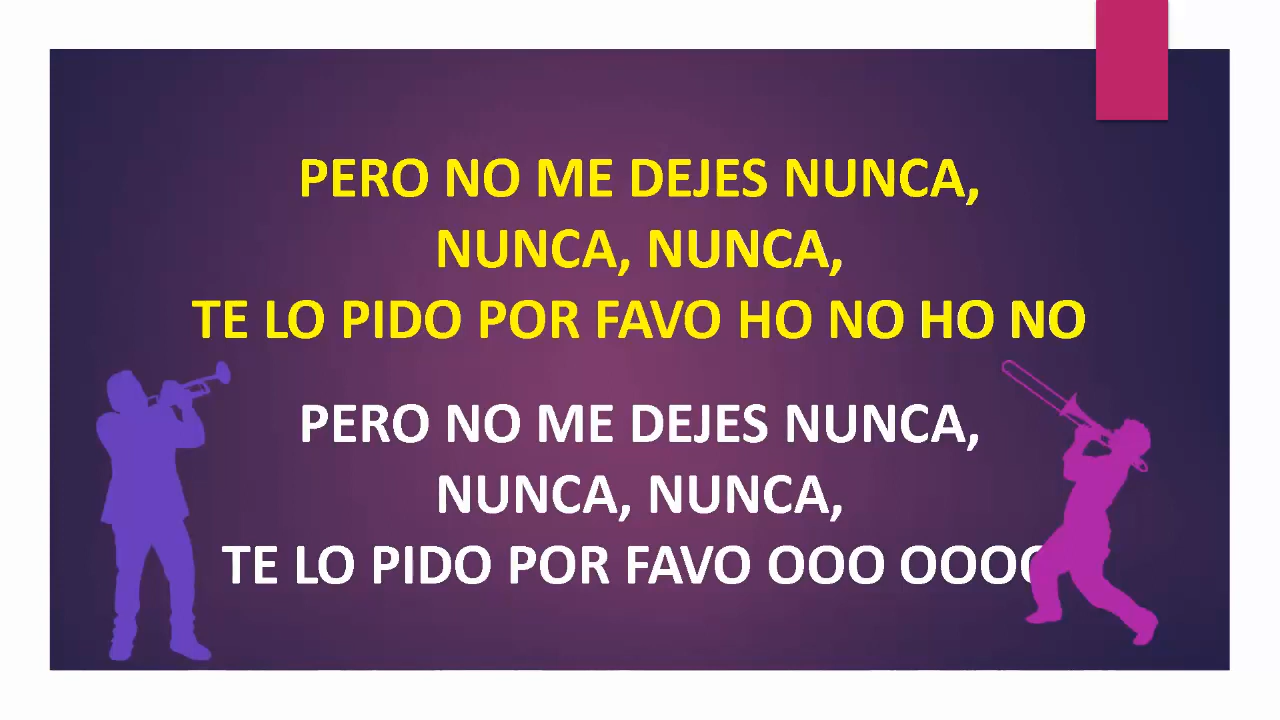 PERO NO ME DEJES NUNCA,
NUNCA, NUNCA,
TE LO PIDO POR FAVO HO NO HO NO
PERO NO ME DEJES NUNCA,
NUNCA, NUNCA,
TE LO PIDO POR FAVO OOO OOOO